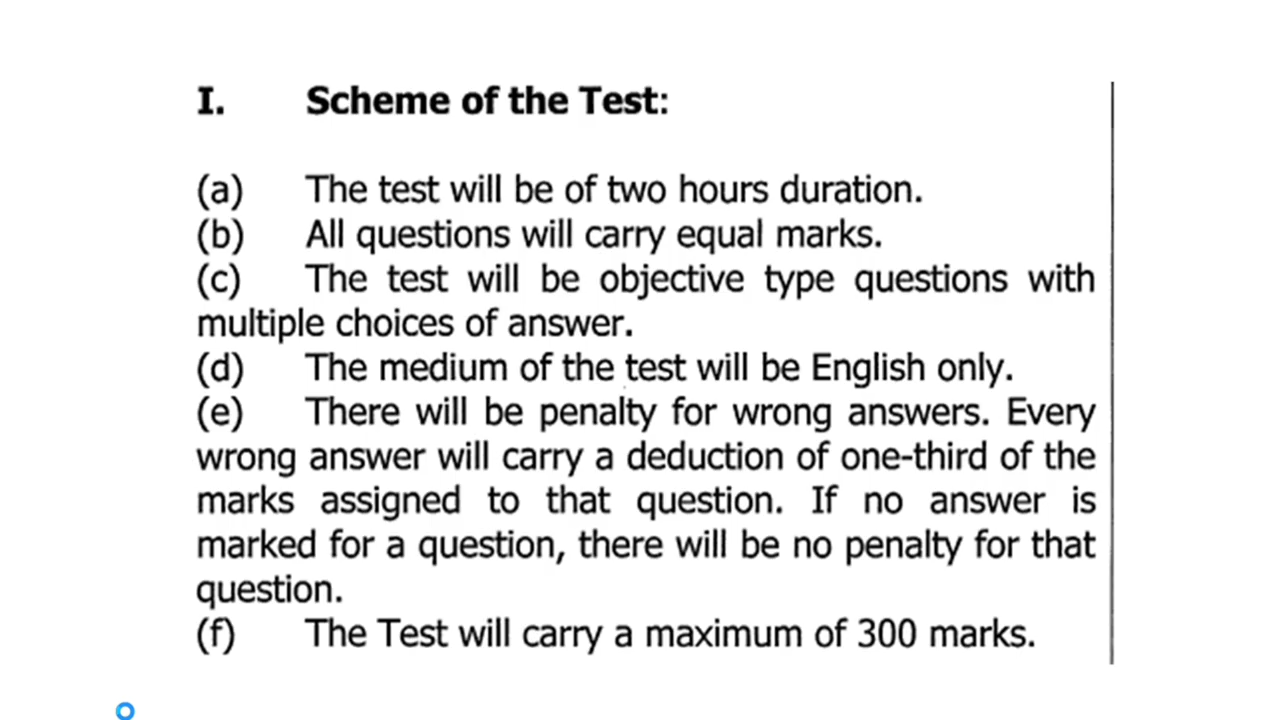 I. Scheme of the Test:
(a) The test will be of two hours duration.
(b) All questions will carry equal marks.
(c) The test will be objective type questions with
multiple choices of answer.
(d) The medium of the test will be English only.
(e) There will be penalty for wrong answers. Every
wrong answer will carry a deduction of one-third of the
marks assigned to that question. If no answer is
marked for a question, there will be no penalty for that
question.
(f) The Test will carry a maximum of 300 marks.